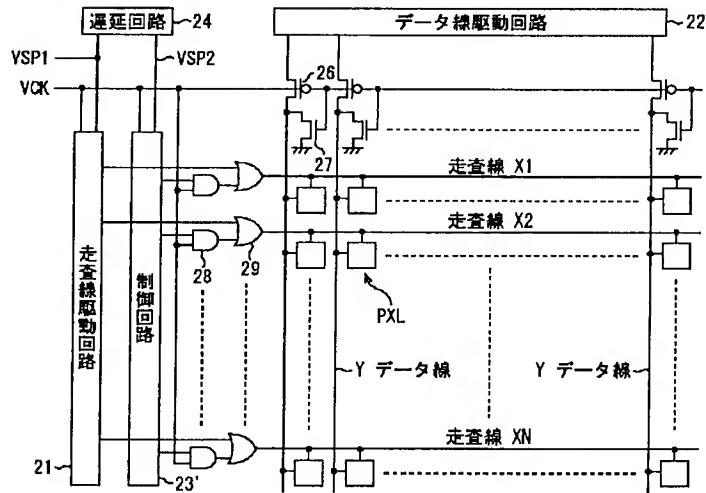 遅延回路
24
データ線駆動回路
22
VSP1
VSP2
VCK
26
27
走査線 X1
走査線 X2
28
29
PXL
走査線駆動回路
制御回路
Y データ線
Y データ線
走査線 XN
21
23'